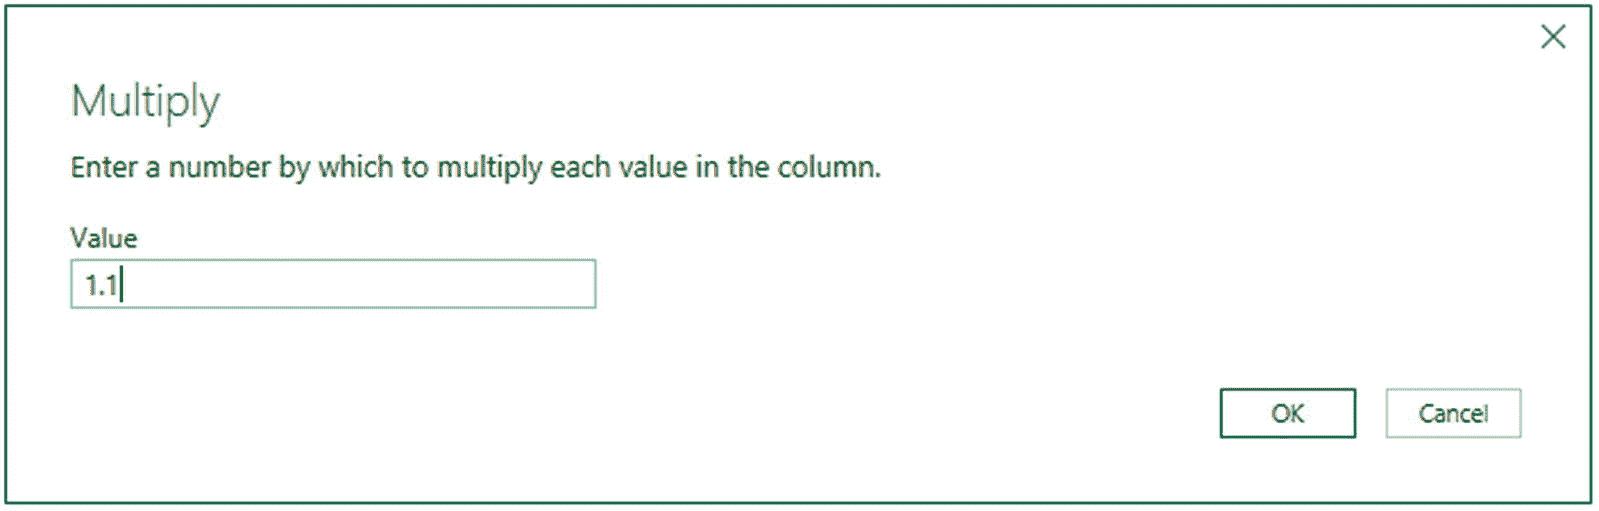 Multiply
Enter a number by which to multiply each value in the column.
Value
1.1
OK Cancel